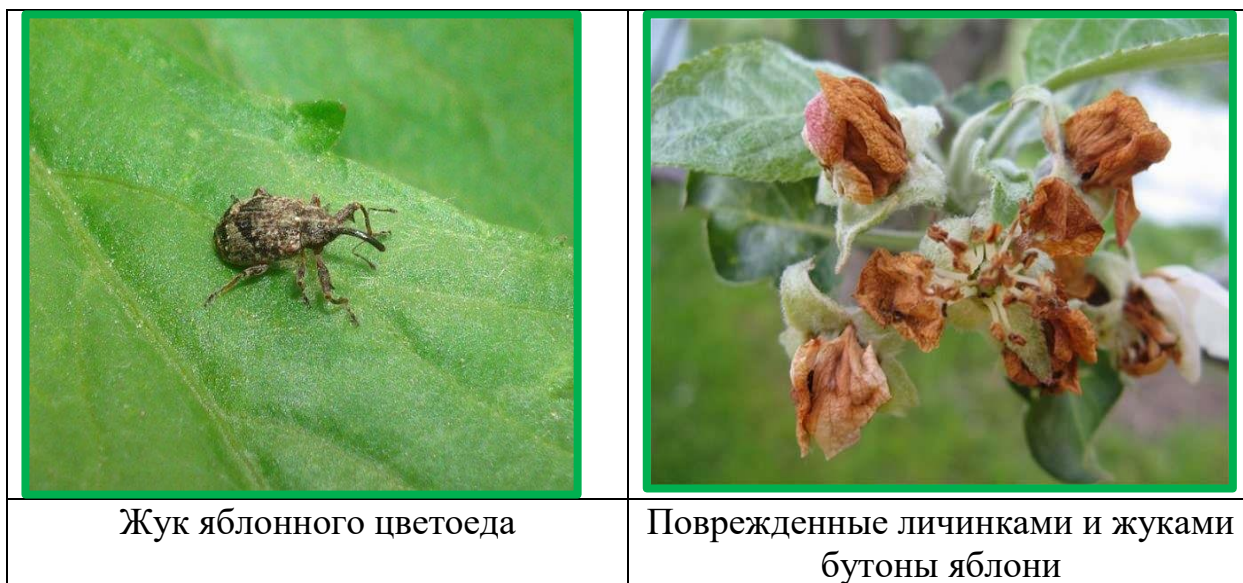 Жук яблонного цветоеда
Поврежденные личинками и жуками
бутоны яблони